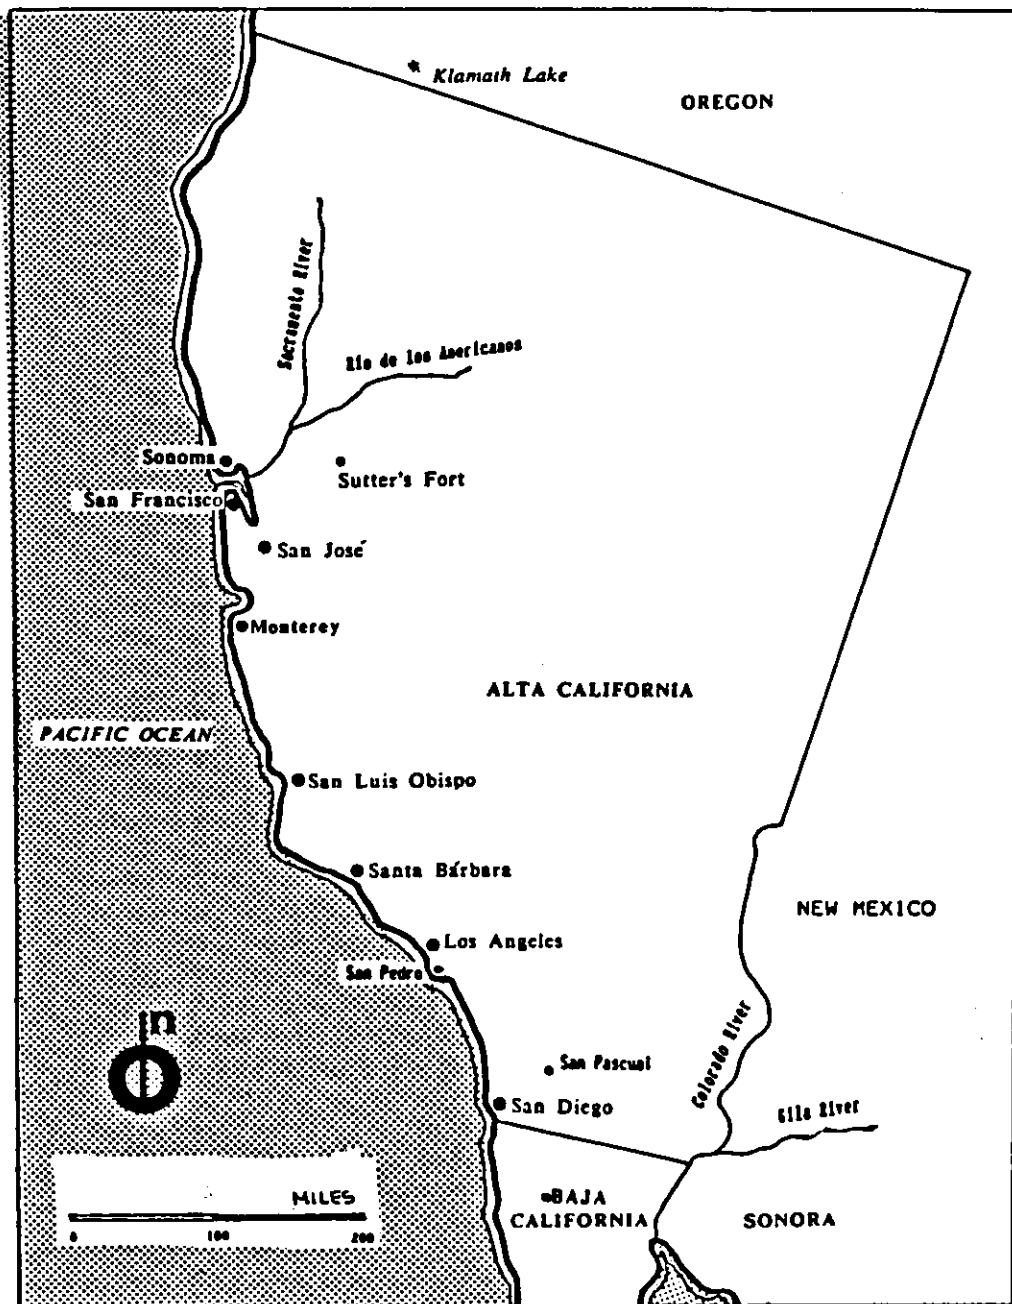 * Klamath Lake
OREGON
Sacramento River
Rio de los Americanos
Sonoma
Sutter's Fort
San Francisco
San José
Monterey
ALTA CALIFORNIA
PACIFIC OCEAN
San Luis Obispo
Santa Bárbara
NEW MEXICO
Los Angeles
San Pedro
n
Colorado River
San Pascual
San Diego
Gila River
MILES
0 100 200
BAJA
CALIFORNIA
SONORA